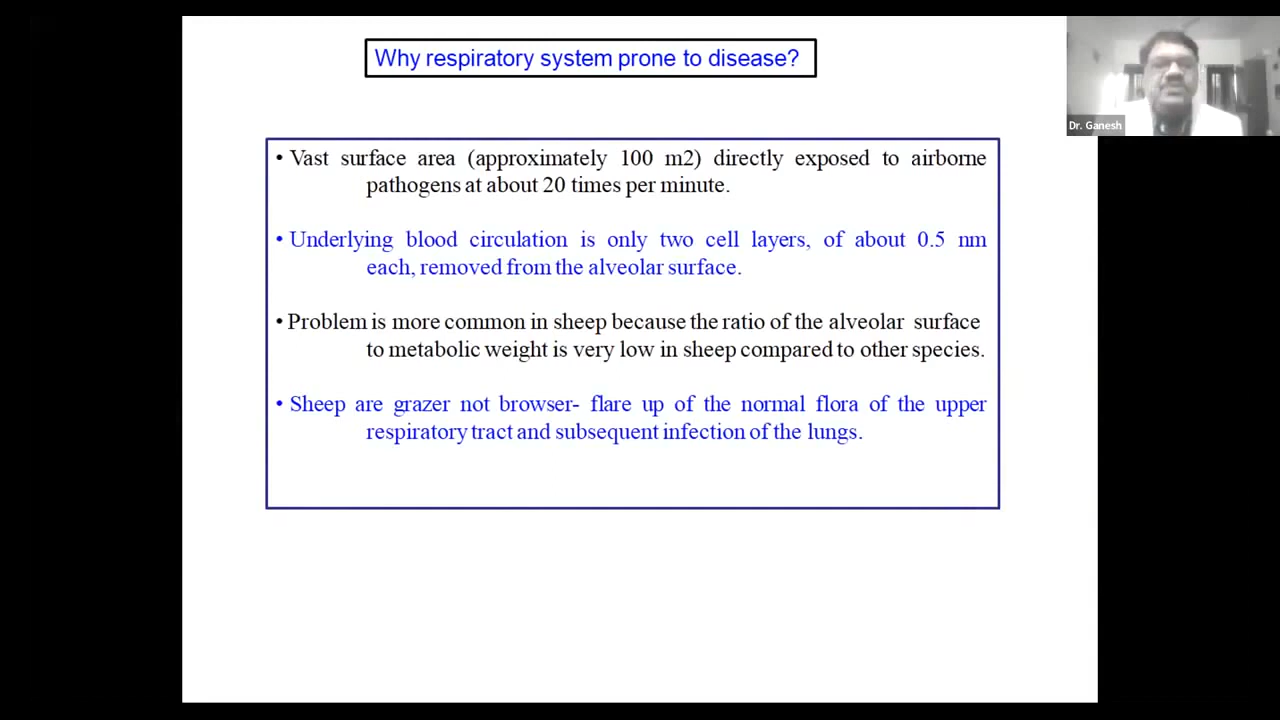 Why respiratory system prone to disease?
Dr. Ganesh
• Vast surface area (approximately 100 m2) directly exposed to airborne
pathogens at about 20 times per minute.
• Underlying blood circulation is only two cell layers, of about 0.5 nm
each, removed from the alveolar surface.
• Problem is more common in sheep because the ratio of the alveolar surface
to metabolic weight is very low in sheep compared to other species.
• Sheep are grazer not browser- flare up of the normal flora of the upper
respiratory tract and subsequent infection of the lungs.